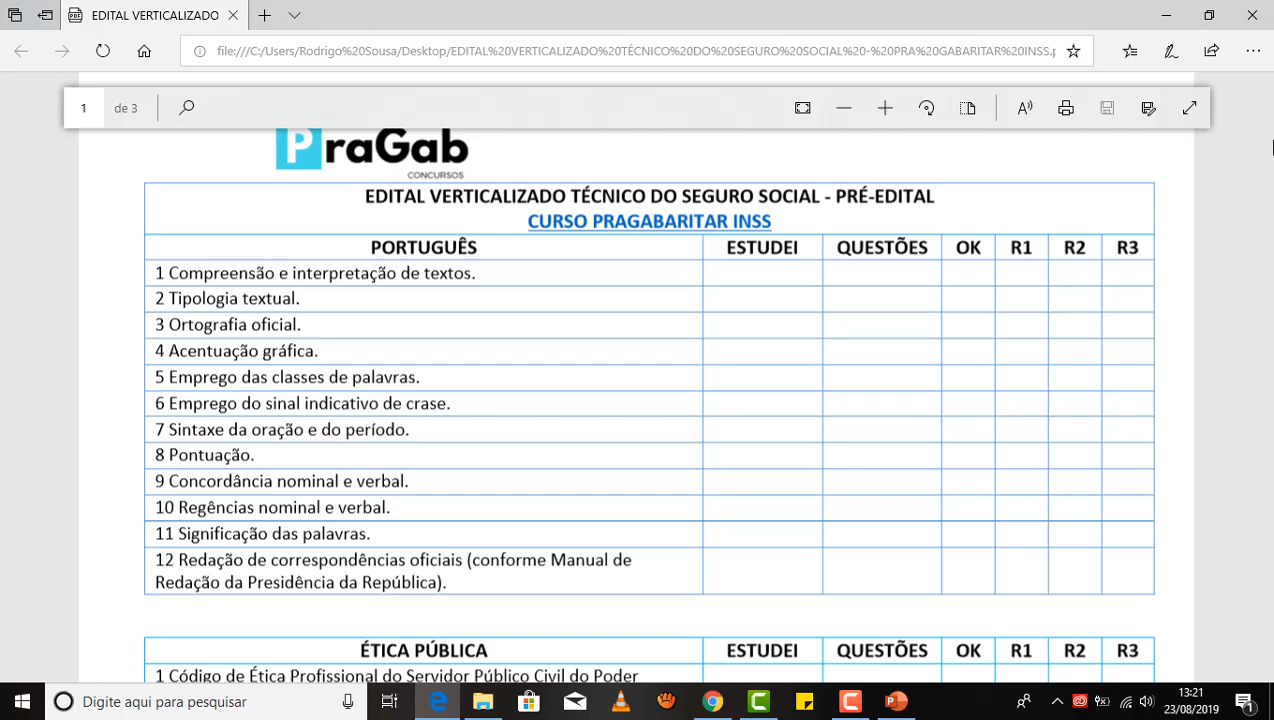 EDITAL VERTICALIZADO
file:///C:/Users/Rodrigo%20Sousa/Desktop/EDITAL%20VERTICALIZADO%20TÉCNICO%20DO%20SEGURO%20SOCIAL%20-%20PRA%20GABARITAR%20INSS.p
1 de 3
PraGab
CONCURSOS
EDITAL VERTICALIZADO TÉCNICO DO SEGURO SOCIAL - PRÉ-EDITAL
CURSO PRAGABARITAR INSS
PORTUGUÊS ESTUDEI QUESTÕES OK R1 R2 R3
1 Compreensão e interpretação de textos.
2 Tipologia textual.
3 Ortografia oficial.
4 Acentuação gráfica.
5 Emprego das classes de palavras.
6 Emprego do sinal indicativo de crase.
7 Sintaxe da oração e do período.
8 Pontuação.
9 Concordância nominal e verbal.
10 Regências nominal e verbal.
11 Significação das palavras.
12 Redação de correspondências oficiais (conforme Manual de
Redação da Presidência da República).
ÉTICA PÚBLICA ESTUDEI QUESTÕES OK R1 R2 R3
1 Código de Ética Profissional do Servidor Público Civil do Poder
Digite aqui para pesquisar
13:21
23/08/2019